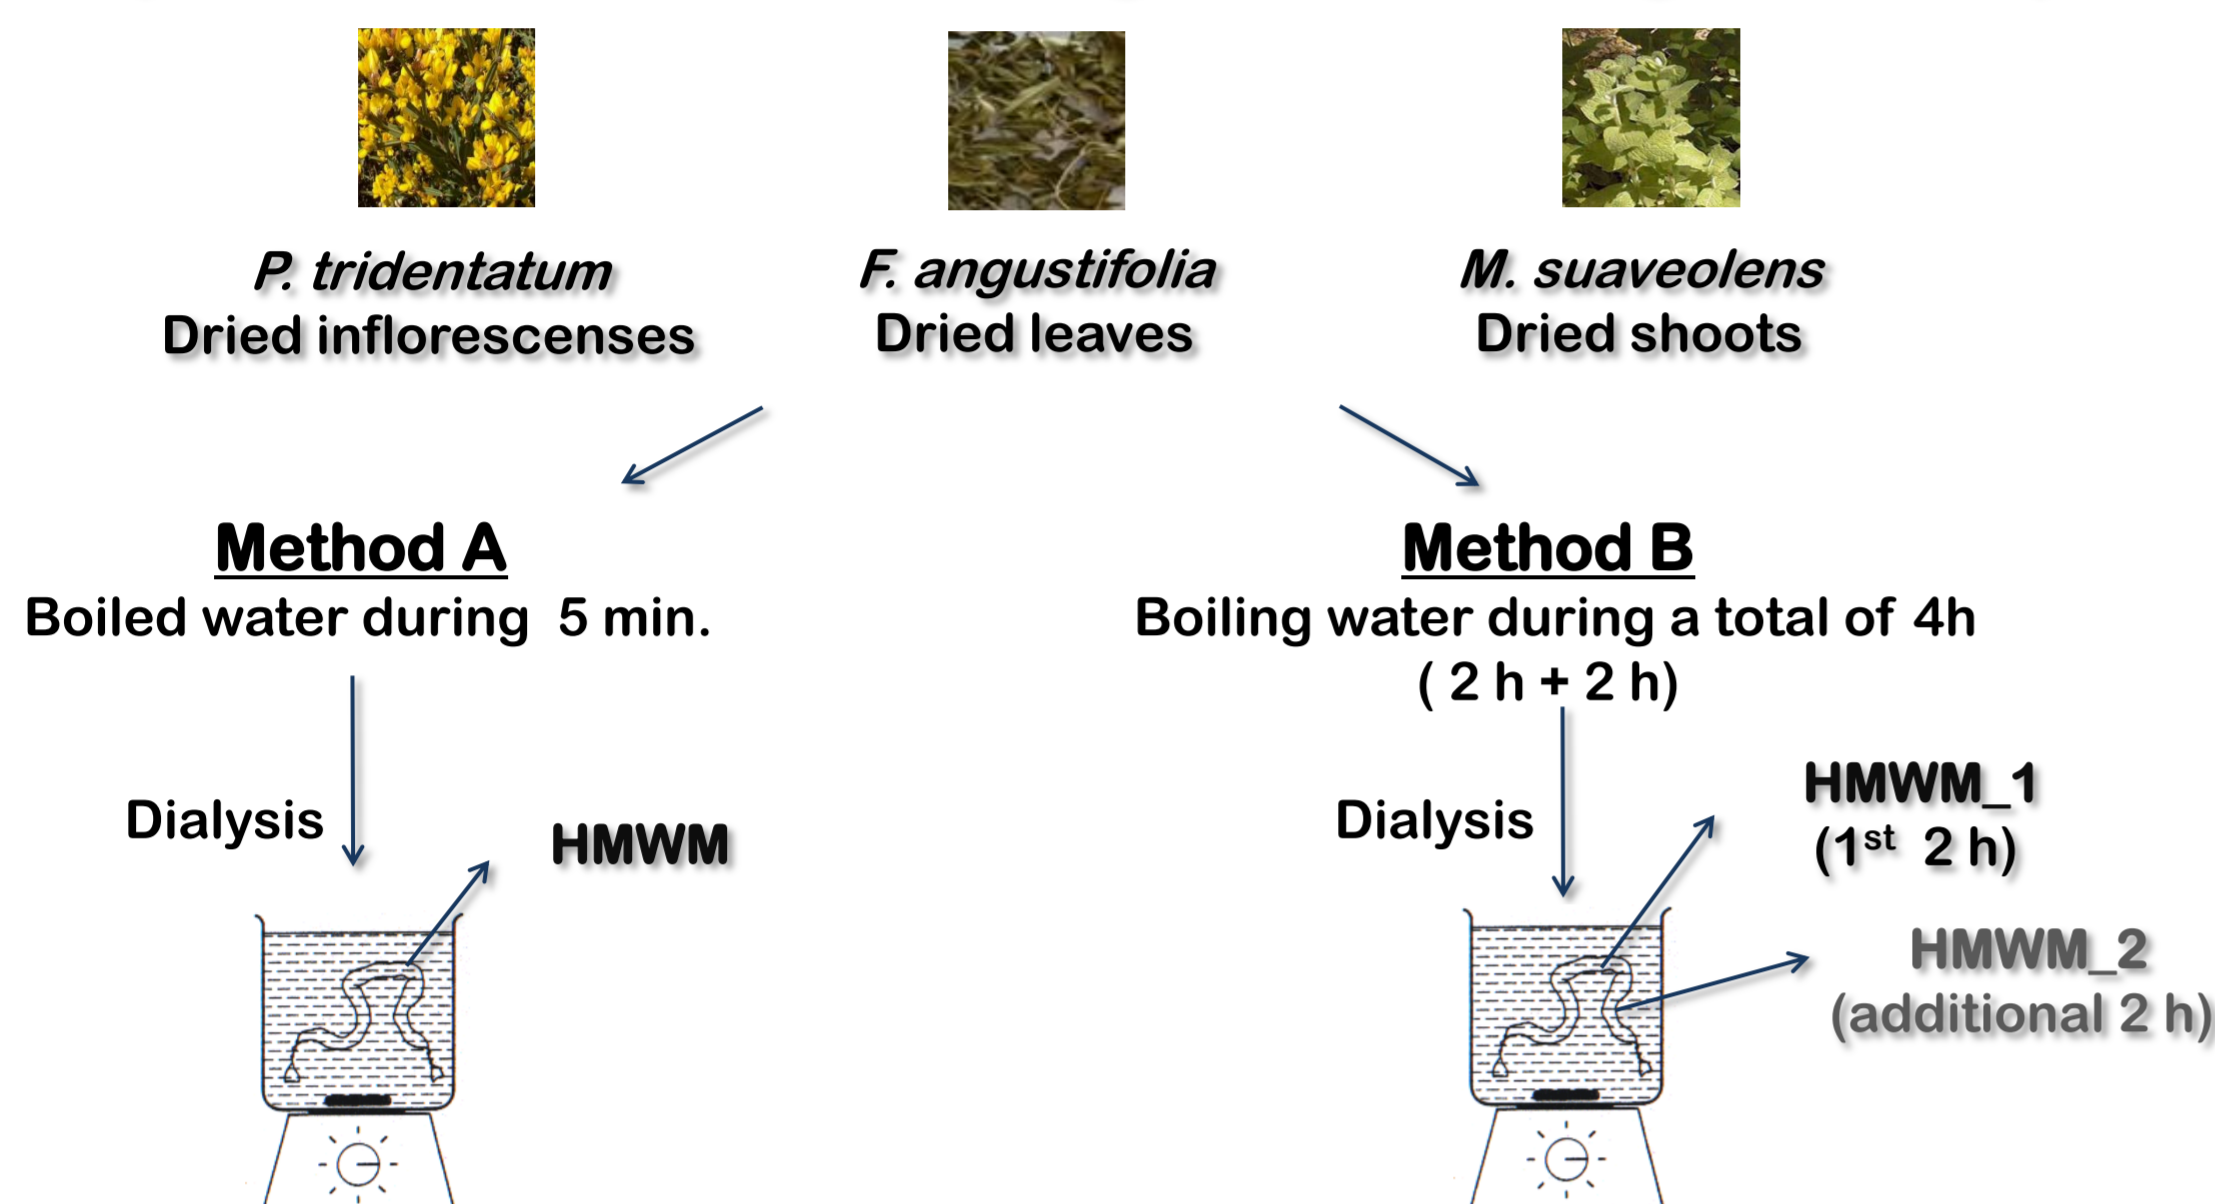 P. tridentatum
Dried inflorescenses
F. angustifolia
Dried leaves
M. suaveolens
Dried shoots
Method A
Boiled water during 5 min.
Dialysis
HMWM
Method B
Boiling water during a total of 4h
( 2 h + 2 h)
Dialysis
HMWM_1
(1st 2 h)
HMWM_2
(additional 2 h)